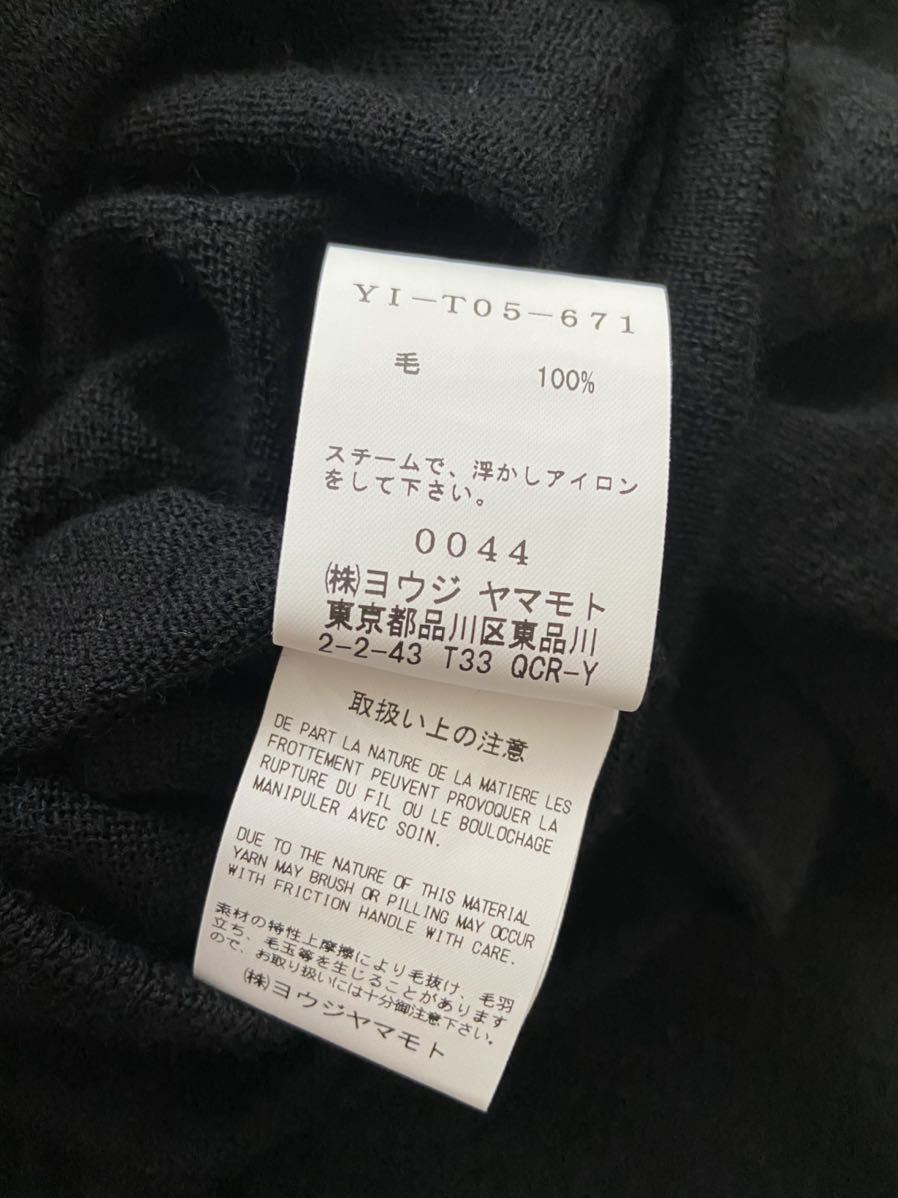 YI-T05-671
毛 100%
スチームで、浮かしアイロン
をして下さい。
0044
㈱ヨウジ ヤマモト
東京都品川区東品川
2-2-43 T33 QCR-Y
取扱い上の注意
DE PART LA NATURE DE LA MATIERE LES
FROTTEMENT PEUVENT PROVOQUER LA
RUPTURE DU FIL OU LE BOULOCHAGE
MANIPULER AVEC SOIN.
DUE TO THE NATURE OF THIS MATERIAL
YARN MAY BRUSH OR PILLING MAY OCCUR
WITH FRICTION HANDLE WITH CARE.
素材の特性上摩擦により毛抜け、毛羽
立ち、毛玉等を生じることがあります
ので、お取り扱いには十分御注意下さい。
㈱ヨウジヤマモト